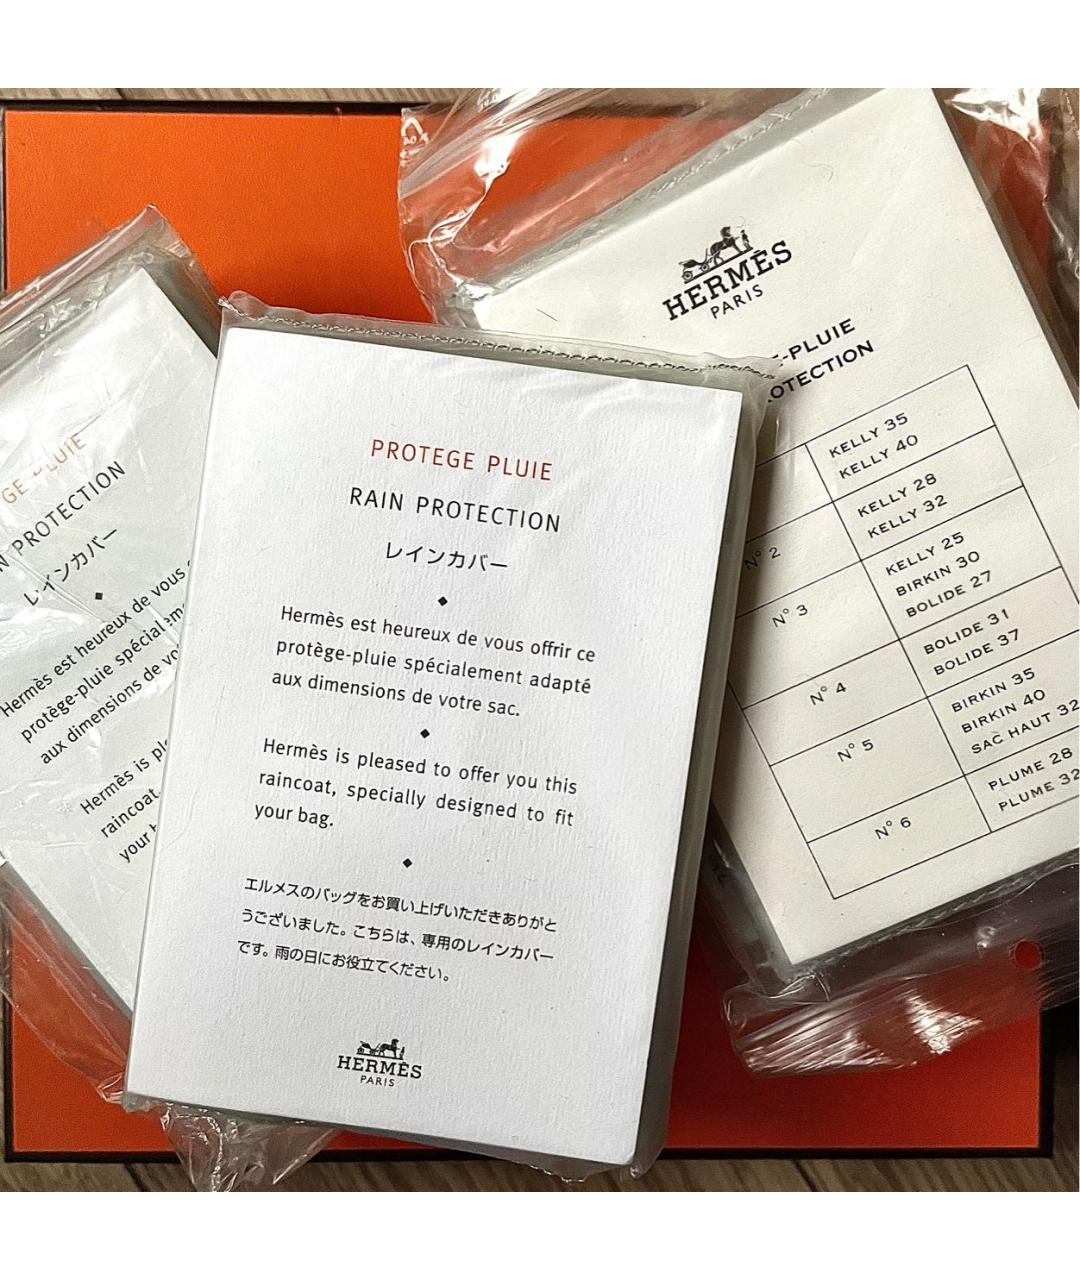 GE PLUIE
N PROTECTION
レインカバー
Hermès est heureux de vous
protège-pluie spécialem
aux dimensions de vo
Hermès is pl
raincoat,
your
PROTEGE PLUIE
RAIN PROTECTION
レインカバー
Hermès est heureux de vous offrir ce
protège-pluie spécialement adapté
aux dimensions de votre sac.
Hermès is pleased to offer you this
raincoat, specially designed to fit
your bag.
エルメスのバッグをお買い上げいただきありがと
うございました。こちらは、専用のレインカバー
です。雨の日にお役立てください。
HERMÈS
PARIS
HERMÈS
PARIS
E-PLUIE
OTECTION
KELLY 35
KELLY 40
N° 2
KELLY 28
KELLY 32
N° 3
KELLY 25
BIRKIN 30
BOLIDE 27
N° 4
BOLIDE 31
BOLIDE 37
N° 5
BIRKIN 35
BIRKIN 40
SAC HAUT 32
N° 6
PLUME 28
PLUME 32